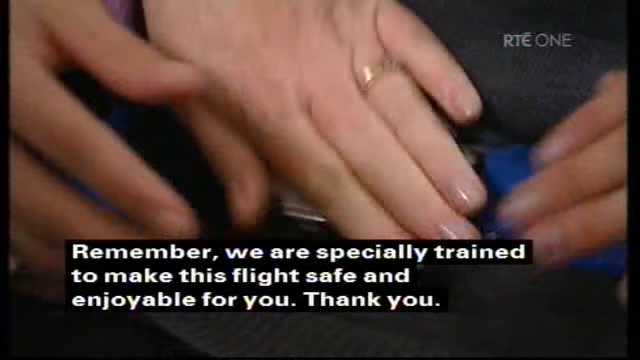 RTÉ ONE
Remember, we are specially trained
to make this flight safe and
enjoyable for you. Thank you.